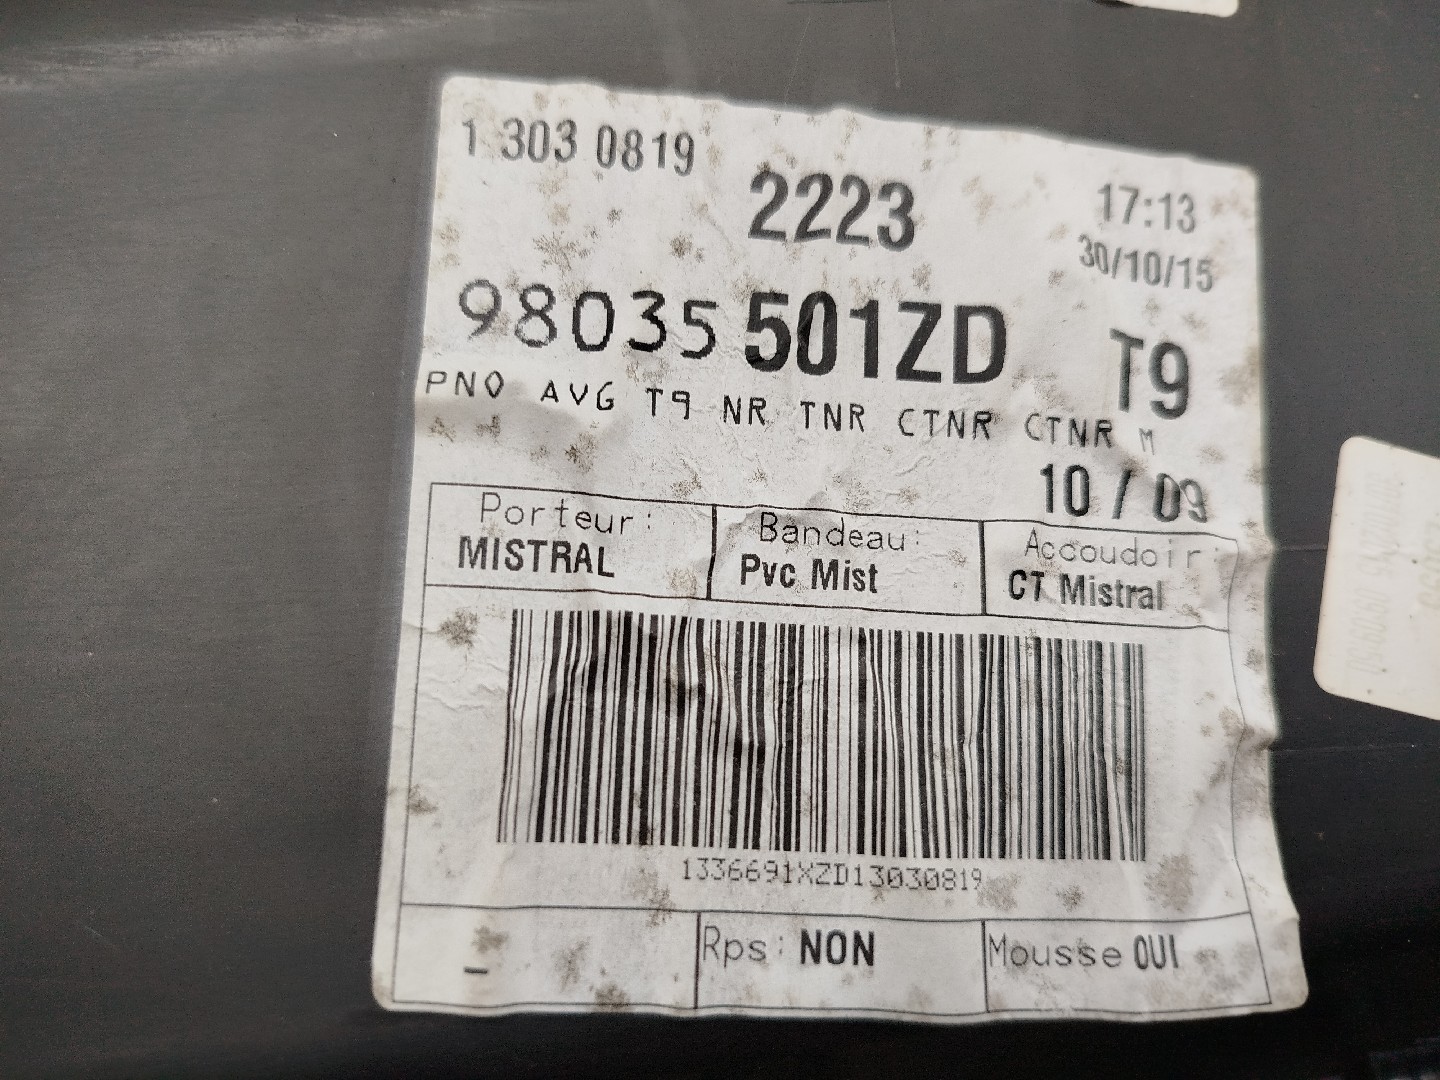 1 303 0819
2223
17:13
30/10/15
98035 501ZD
T9
PNO AVG T9 NR TNR CTNR CTNR M
10 / 09
Porteur:
MISTRAL
Bandeau:
Pvc Mist
Accoudoir:
CT Mistral
1336691XZD13030819
–
Rps: NON
Mousse OUI